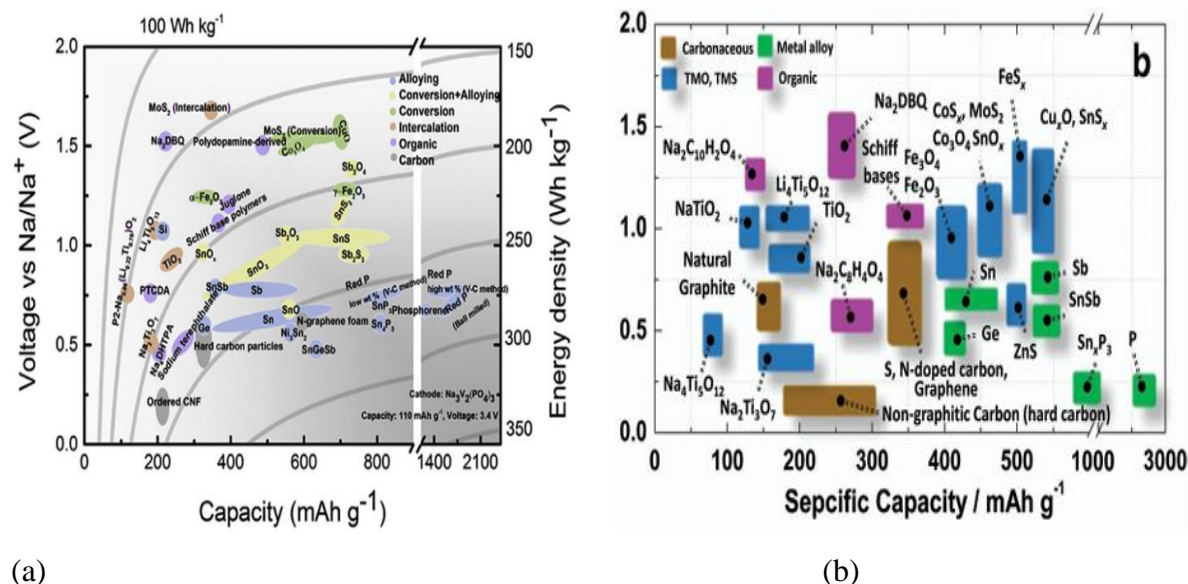 100 Wh kg⁻¹
2.0
1.5
1.0
0.5
0.0
Voltage vs Na/Na⁺ (V)
0
200
400
600
800
1400
2100
Capacity (mAh g⁻¹)
150
200
250
300
350
Energy density (Wh kg⁻¹)
Alloying
Conversion+Alloying
Conversion
Intercalation
Organic
Carbon
MoS₂ (Intercalation)
Na₂DBQ
Polydopamine-derived
MoS₂ (Conversion)
Co₃O₄
Sb₂O₄
α-Fe₂O₃
Juglone
γ-Fe₂O₃
SnS₂
Schiff base polymers
Si
TiO₂
SnO₂
Sb₂O₃
SnS
Sb₂S₃
PTCDA
SnSb
Sb
Red P
low wt % (V-C method)
Red P
high wt % (V-C method)
SnO
Sn
Ge
N-graphene foam
Phosphorene
Red P
(Ball milled)
Sn₄P₃
Ni₃Sn₂
SnGeSb
Na₂Ti₃O₇
Sodium terephthalate
Hard carbon particles
Ordered CNF
Cathode: Na₃V₂(PO₄)₃
Capacity: 110 mAh g⁻¹, Voltage: 3.4 V
(a)
b
2.0
1.5
1.0
0.5
0.0
Carbonaceous
Metal alloy
TMO, TMS
Organic
Na₂C₁₀H₂O₄
Na₂DBQ
Schiff
bases
CoSₓ, MoS₂
FeSₓ
CuₓO, SnSₓ
Co₃O₄ SnOₓ
Fe₃O₄
Fe₂O₃
NaTiO₂
Li₄Ti₅O₁₂
TiO₂
Natural
Graphite
Na₂C₈H₄O₄
Sn
Sb
SnSb
Ge
ZnS
SnₓP₃
P
Na₄Ti₅O₁₂
Na₂Ti₃O₇
S, N-doped carbon,
Graphene
Non-graphitic Carbon (hard carbon)
0
100
200
300
400
500
1000
3000
Sepcific Capacity / mAh g⁻¹
(b)